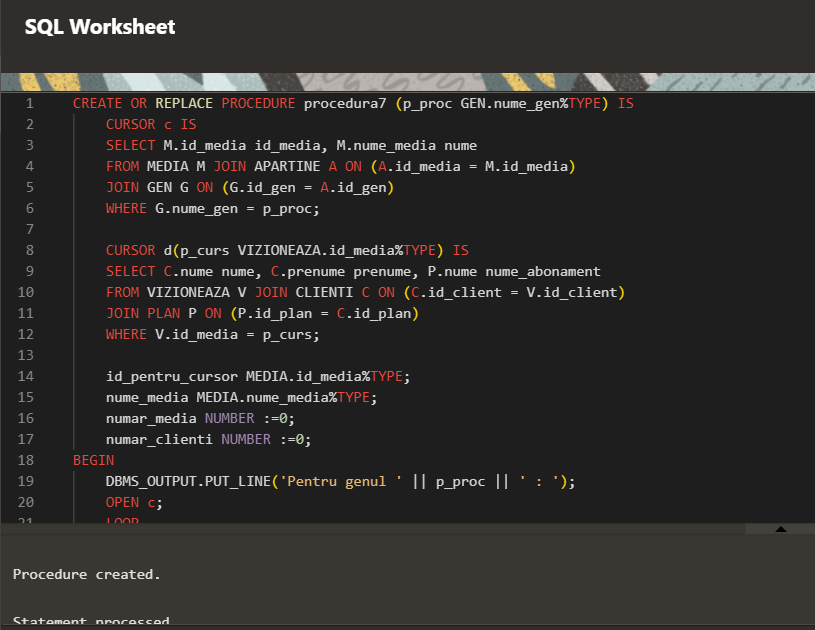 SQL Worksheet
1 CREATE OR REPLACE PROCEDURE procedura7 (p_proc GEN.nume_gen%TYPE) IS
2 CURSOR c IS
3 SELECT M.id_media id_media, M.nume_media nume
4 FROM MEDIA M JOIN APARTINE A ON (A.id_media = M.id_media)
5 JOIN GEN G ON (G.id_gen = A.id_gen)
6 WHERE G.nume_gen = p_proc;
7
8 CURSOR d(p_curs VIZIONEAZA.id_media%TYPE) IS
9 SELECT C.nume nume, C.prenume prenume, P.nume nume_abonament
10 FROM VIZIONEAZA V JOIN CLIENTI C ON (C.id_client = V.id_client)
11 JOIN PLAN P ON (P.id_plan = C.id_plan)
12 WHERE V.id_media = p_curs;
13
14 id_pentru_cursor MEDIA.id_media%TYPE;
15 nume_media MEDIA.nume_media%TYPE;
16 numar_media NUMBER :=0;
17 numar_clienti NUMBER :=0;
18 BEGIN
19 DBMS_OUTPUT.PUT_LINE('Pentru genul ' || p_proc || ' : ');
20 OPEN c;
21 LOOP
Procedure created.
Statement processed